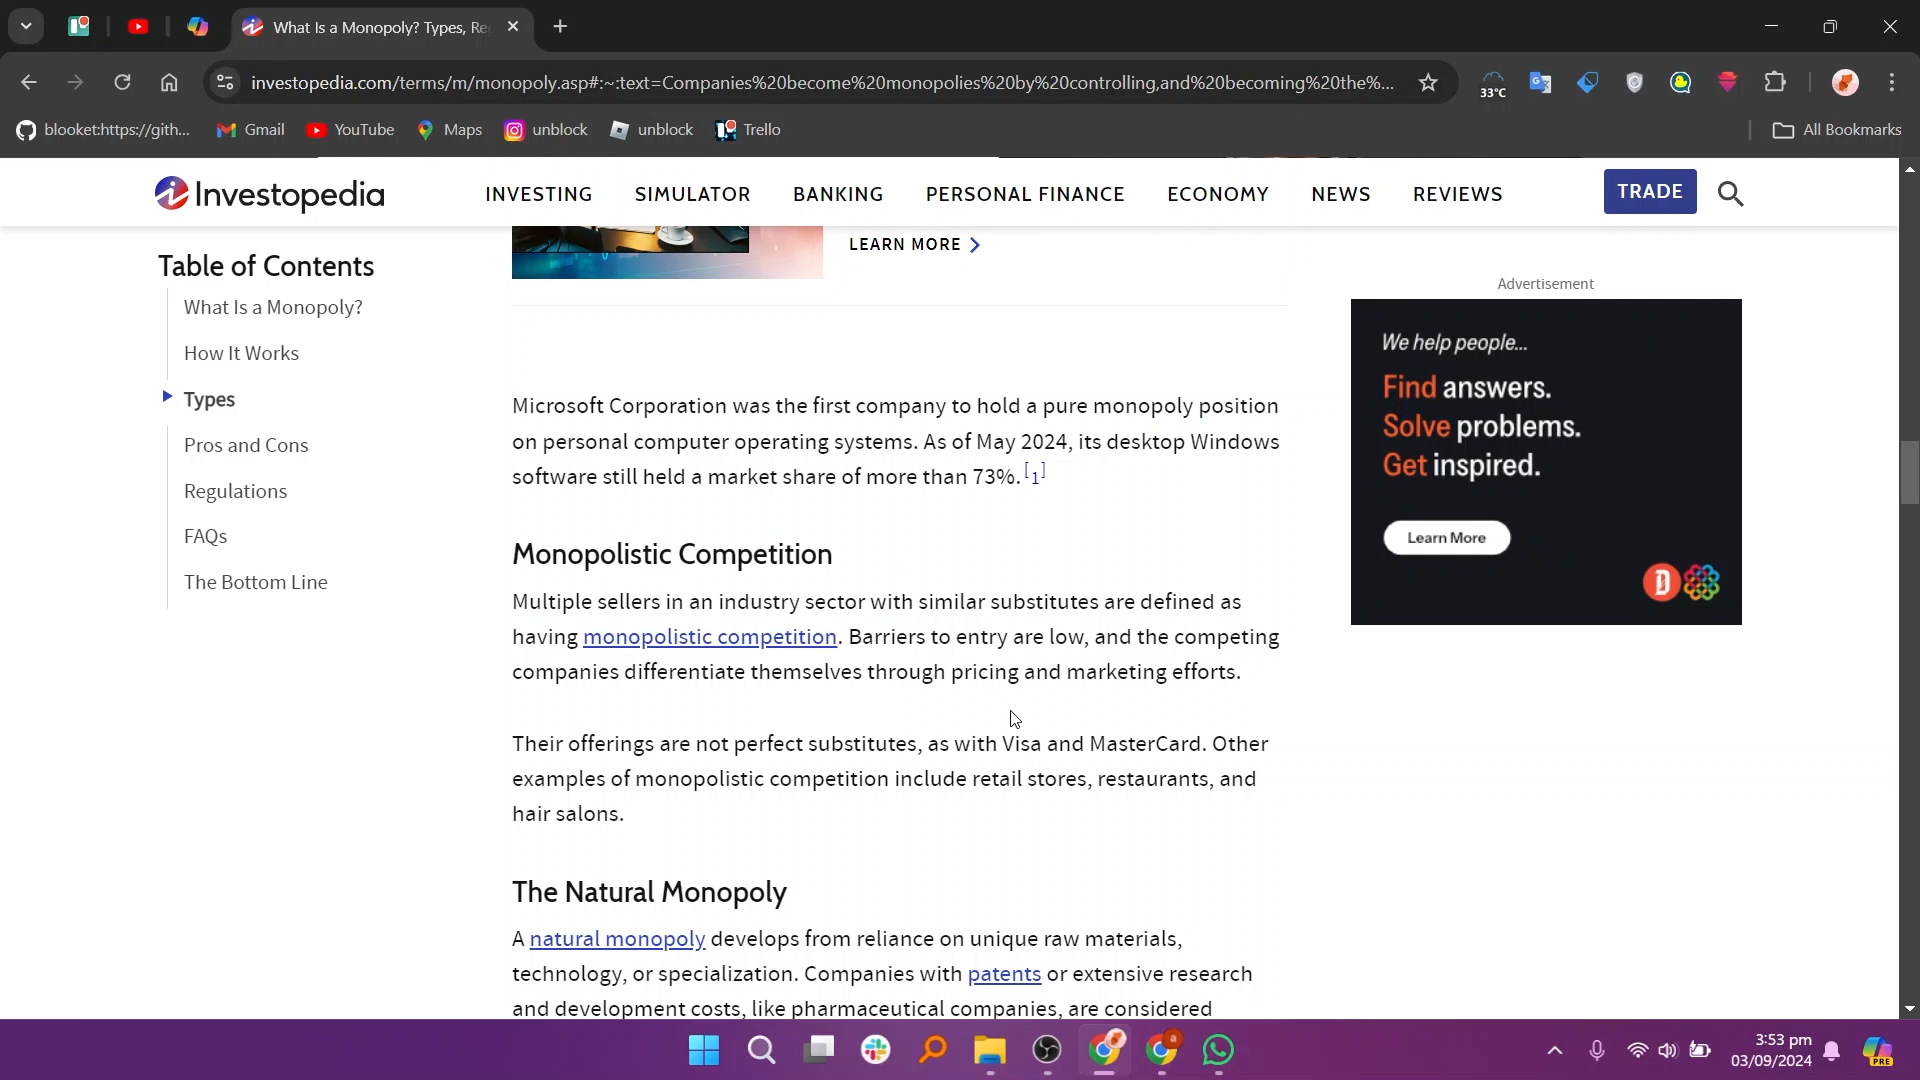 What Is a Monopoly? Types, Re
investopedia.com/terms/m/monopoly.asp#:~:text=Companies%20become%20monopolies%20by%20controlling,and%20becoming%20the%...
33°C
blooket:https://gith...
Gmail
YouTube
Maps
unblock
unblock
Trello
All Bookmarks
Investopedia
INVESTING
SIMULATOR
BANKING
PERSONAL FINANCE
ECONOMY
NEWS
REVIEWS
TRADE
Table of Contents
What Is a Monopoly?
How It Works
Types
Pros and Cons
Regulations
FAQs
The Bottom Line
LEARN MORE
Microsoft Corporation was the first company to hold a pure monopoly position
on personal computer operating systems. As of May 2024, its desktop Windows
software still held a market share of more than 73%. [1]
Monopolistic Competition
Multiple sellers in an industry sector with similar substitutes are defined as
having monopolistic competition. Barriers to entry are low, and the competing
companies differentiate themselves through pricing and marketing efforts.
Their offerings are not perfect substitutes, as with Visa and MasterCard. Other
examples of monopolistic competition include retail stores, restaurants, and
hair salons.
The Natural Monopoly
A natural monopoly develops from reliance on unique raw materials,
technology, or specialization. Companies with patents or extensive research
and development costs, like pharmaceutical companies, are considered
Advertisement
We help people...
Find answers.
Solve problems.
Get inspired.
Learn More
D
3:53 pm
03/09/2024
PRE